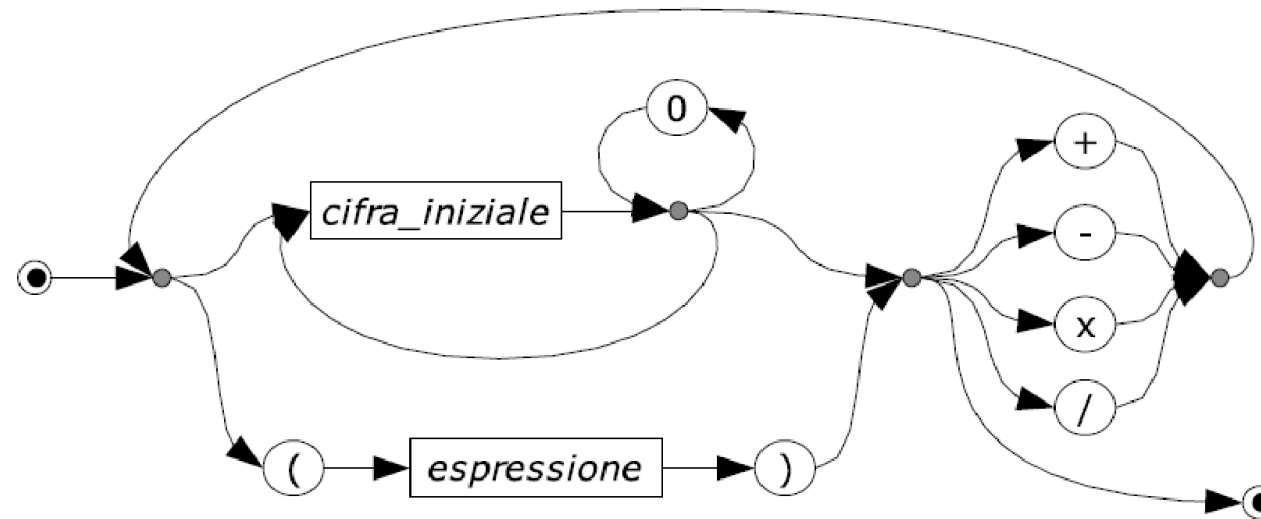 0
+
cifra_iniziale
-
x
/
( espressione )